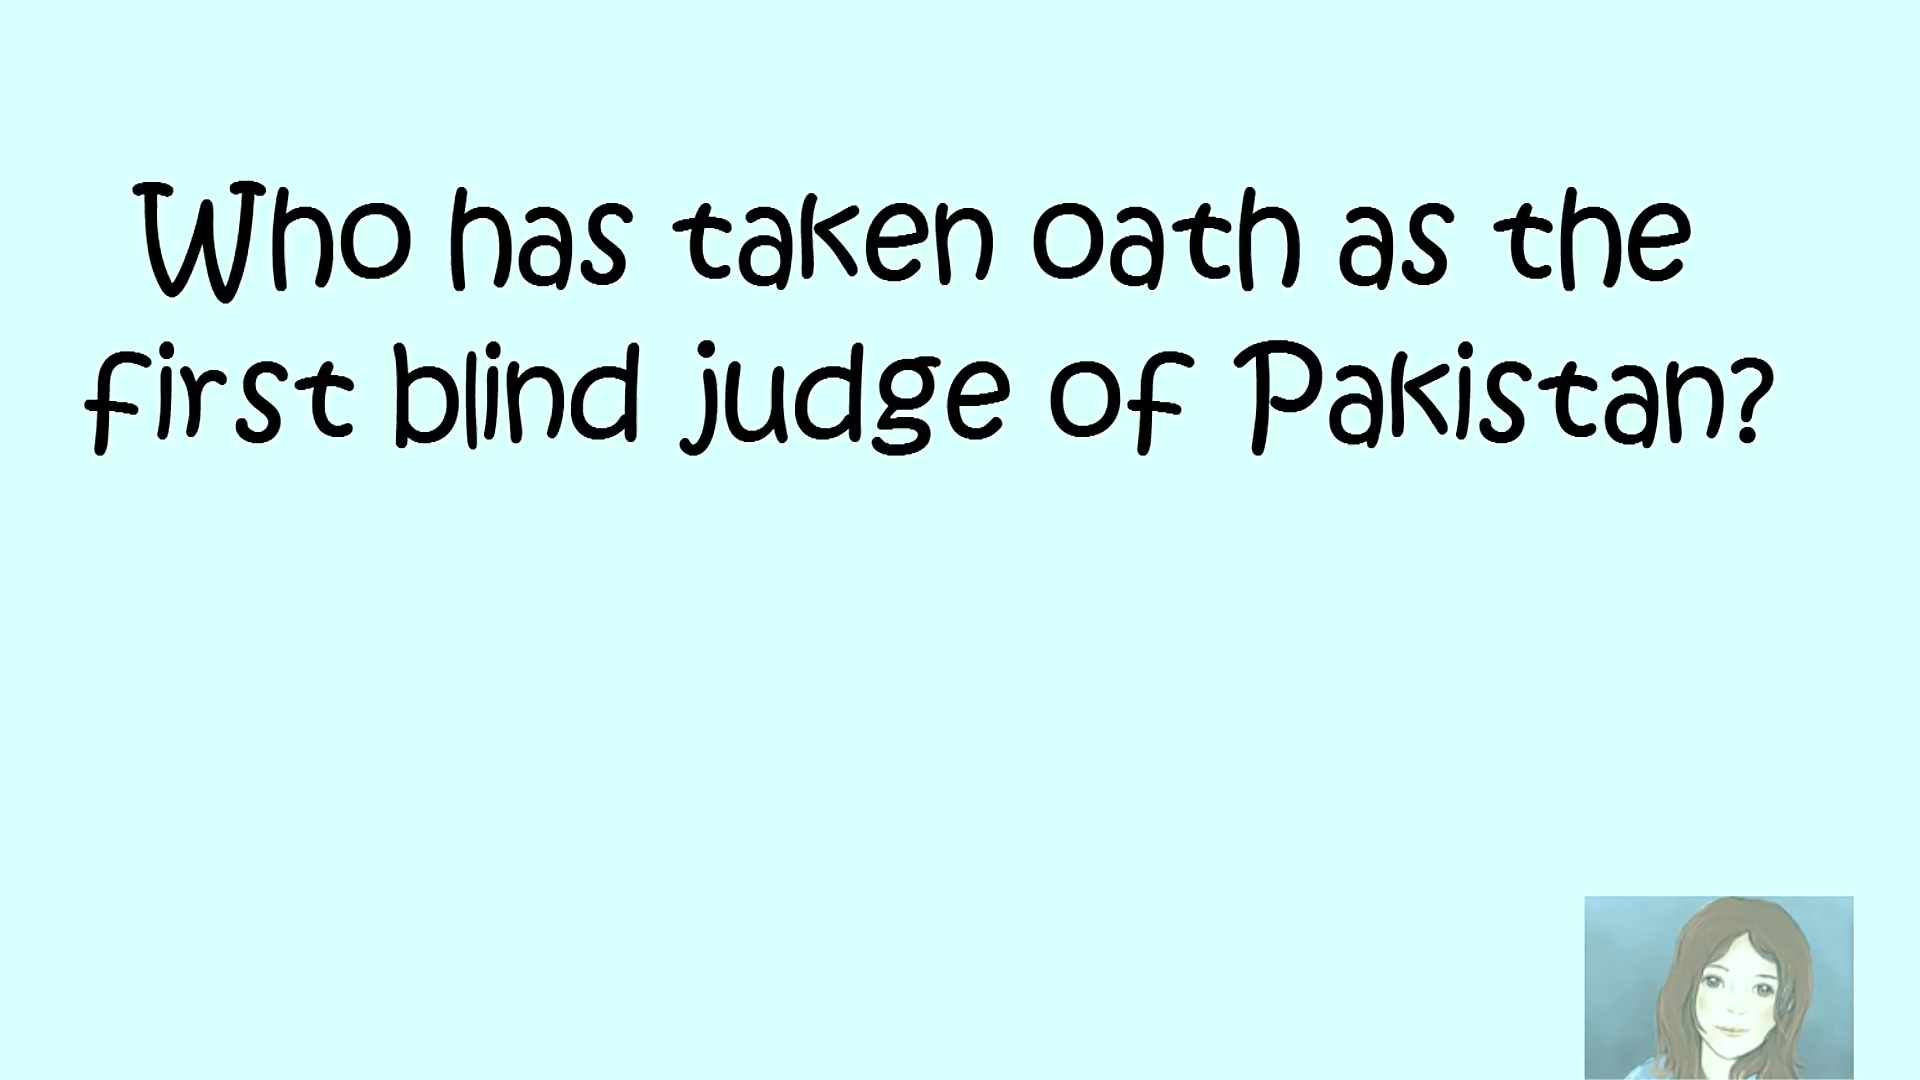 Who has taken oath as the
first blind judge of Pakistan?